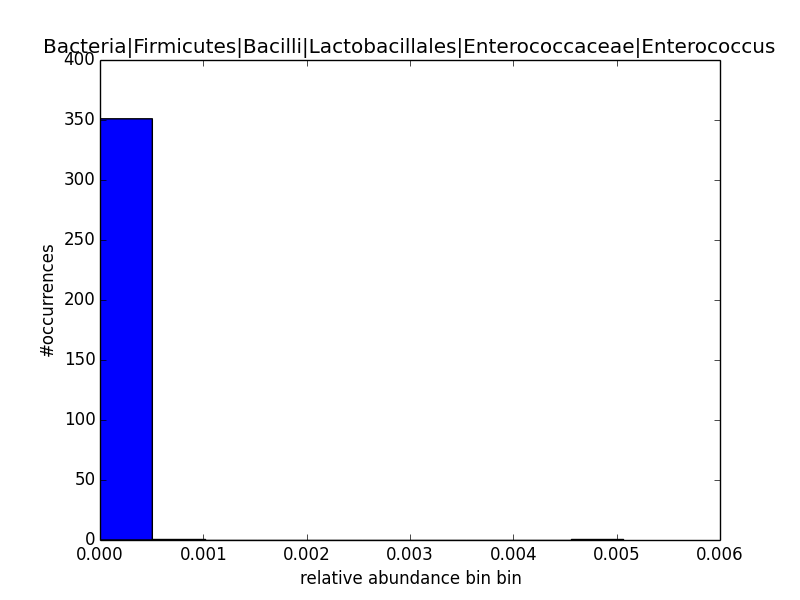 Bacteria|Firmicutes|Bacilli|Lactobacillales|Enterococcaceae|Enterococcus
400
350
300
250
200
150
100
50
0
#occurrences
0.000 0.001 0.002 0.003 0.004 0.005 0.006
relative abundance bin bin